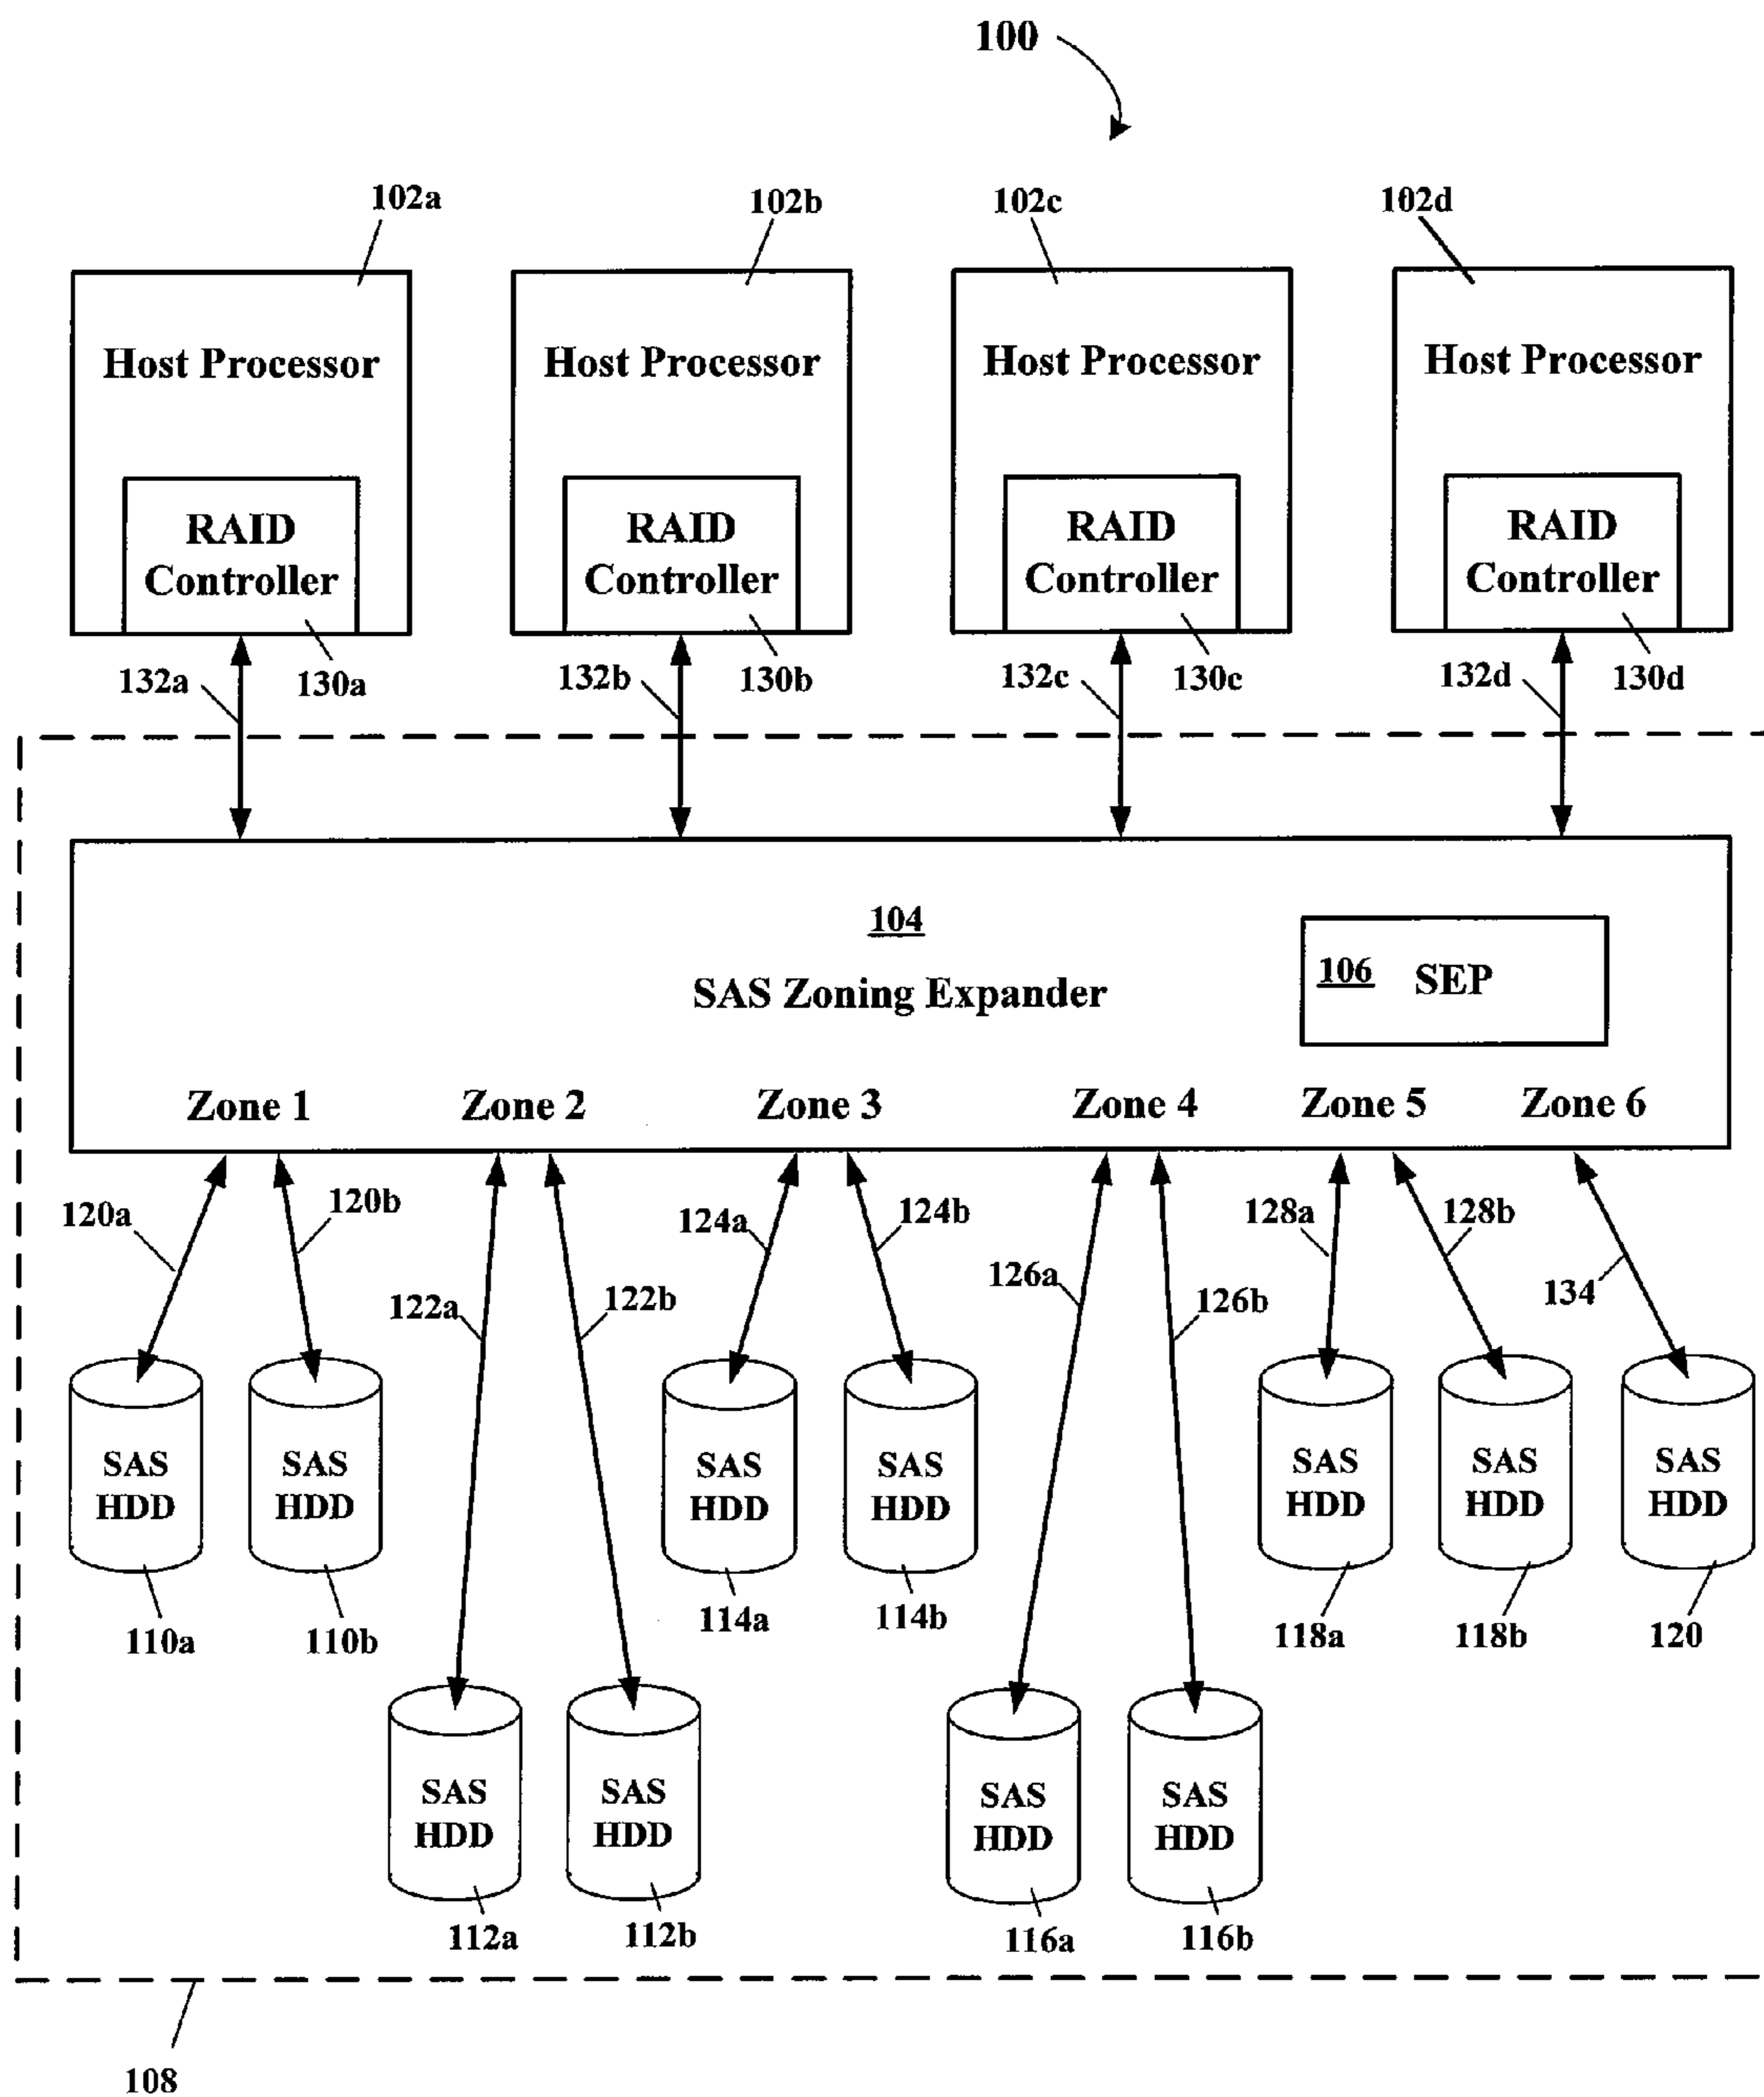 100
102a
102b
102c
102d
Host Processor
Host Processor
Host Processor
Host Processor
RAID
Controller
RAID
Controller
RAID
Controller
RAID
Controller
132a
130a
132b
130b
132c
130c
132d
130d
104
SAS Zoning Expander
106 SEP
Zone 1
Zone 2
Zone 3
Zone 4
Zone 5
Zone 6
120a
120b
122a
122b
124a
124b
126a
126b
128a
128b
134
SAS
HDD
SAS
HDD
SAS
HDD
SAS
HDD
SAS
HDD
SAS
HDD
SAS
HDD
110a
110b
114a
114b
118a
118b
120
SAS
HDD
SAS
HDD
SAS
HDD
SAS
HDD
112a
112b
116a
116b
108